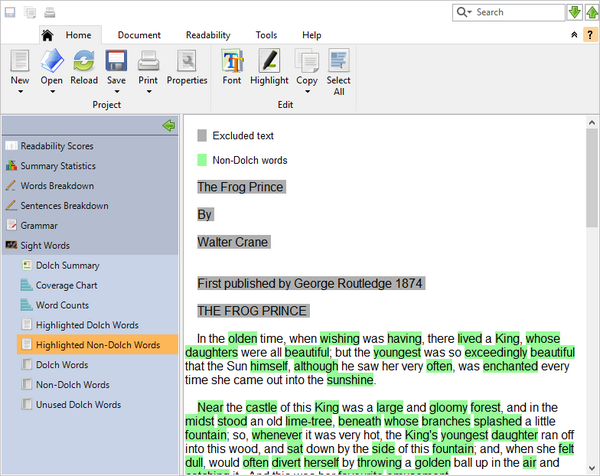 Search
Home Document Readability Tools Help
?
New Open Reload Save Print Properties Font Highlight Copy Select All
Project Edit
Readability Scores
Summary Statistics
Words Breakdown
Sentences Breakdown
Grammar
Sight Words
Dolch Summary
Coverage Chart
Word Counts
Highlighted Dolch Words
Highlighted Non-Dolch Words
Dolch Words
Non-Dolch Words
Unused Dolch Words
Excluded text
Non-Dolch words
The Frog Prince
By
Walter Crane
First published by George Routledge 1874
THE FROG PRINCE
In the olden time, when wishing was having, there lived a King, whose
daughters were all beautiful; but the youngest was so exceedingly beautiful
that the Sun himself, although he saw her very often, was enchanted every
time she came out into the sunshine.
Near the castle of this King was a large and gloomy forest, and in the
midst stood an old lime-tree, beneath whose branches splashed a little
fountain; so, whenever it was very hot, the King's youngest daughter ran off
into this wood, and sat down by the side of this fountain; and, when she felt
dull, would often divert herself by throwing a golden ball up in the air and